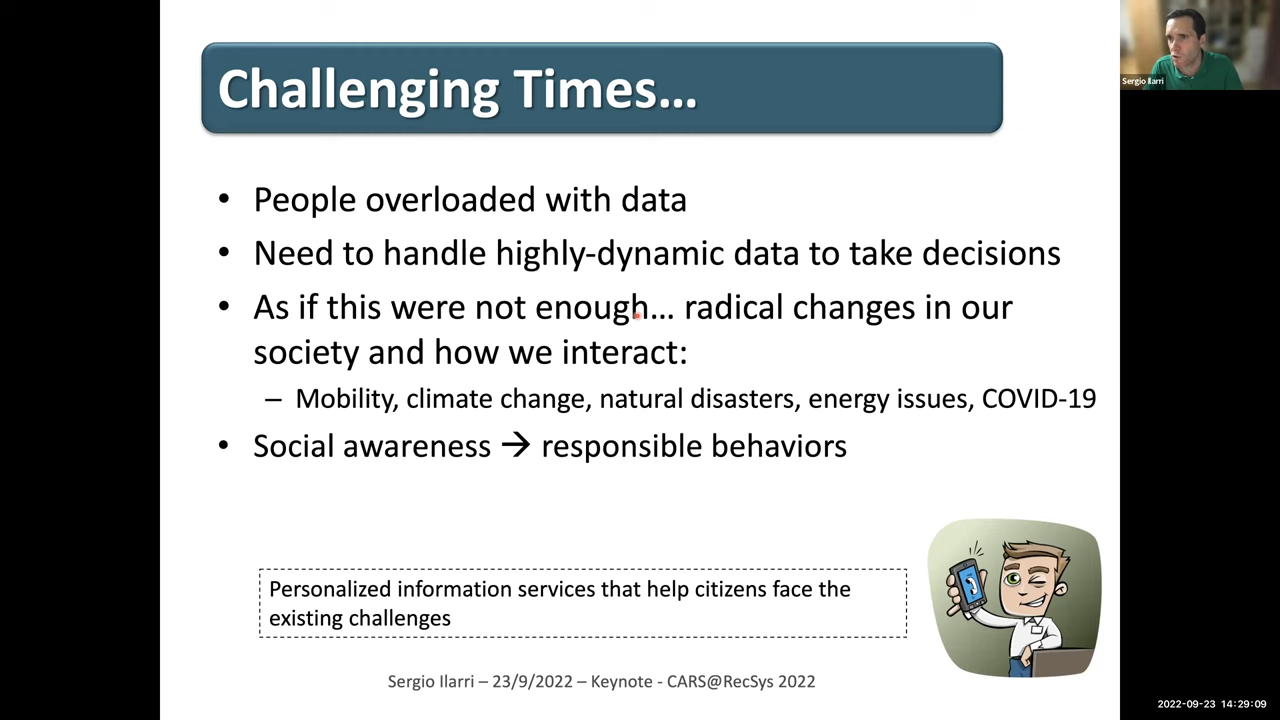 Challenging Times...
Sergio Ilarri
• People overloaded with data
• Need to handle highly-dynamic data to take decisions
• As if this were not enough... radical changes in our
society and how we interact:
– Mobility, climate change, natural disasters, energy issues, COVID-19
• Social awareness → responsible behaviors
Personalized information services that help citizens face the
existing challenges
Sergio Ilarri – 23/9/2022 – Keynote - CARS@RecSys 2022
2022-09-23 14:29:09